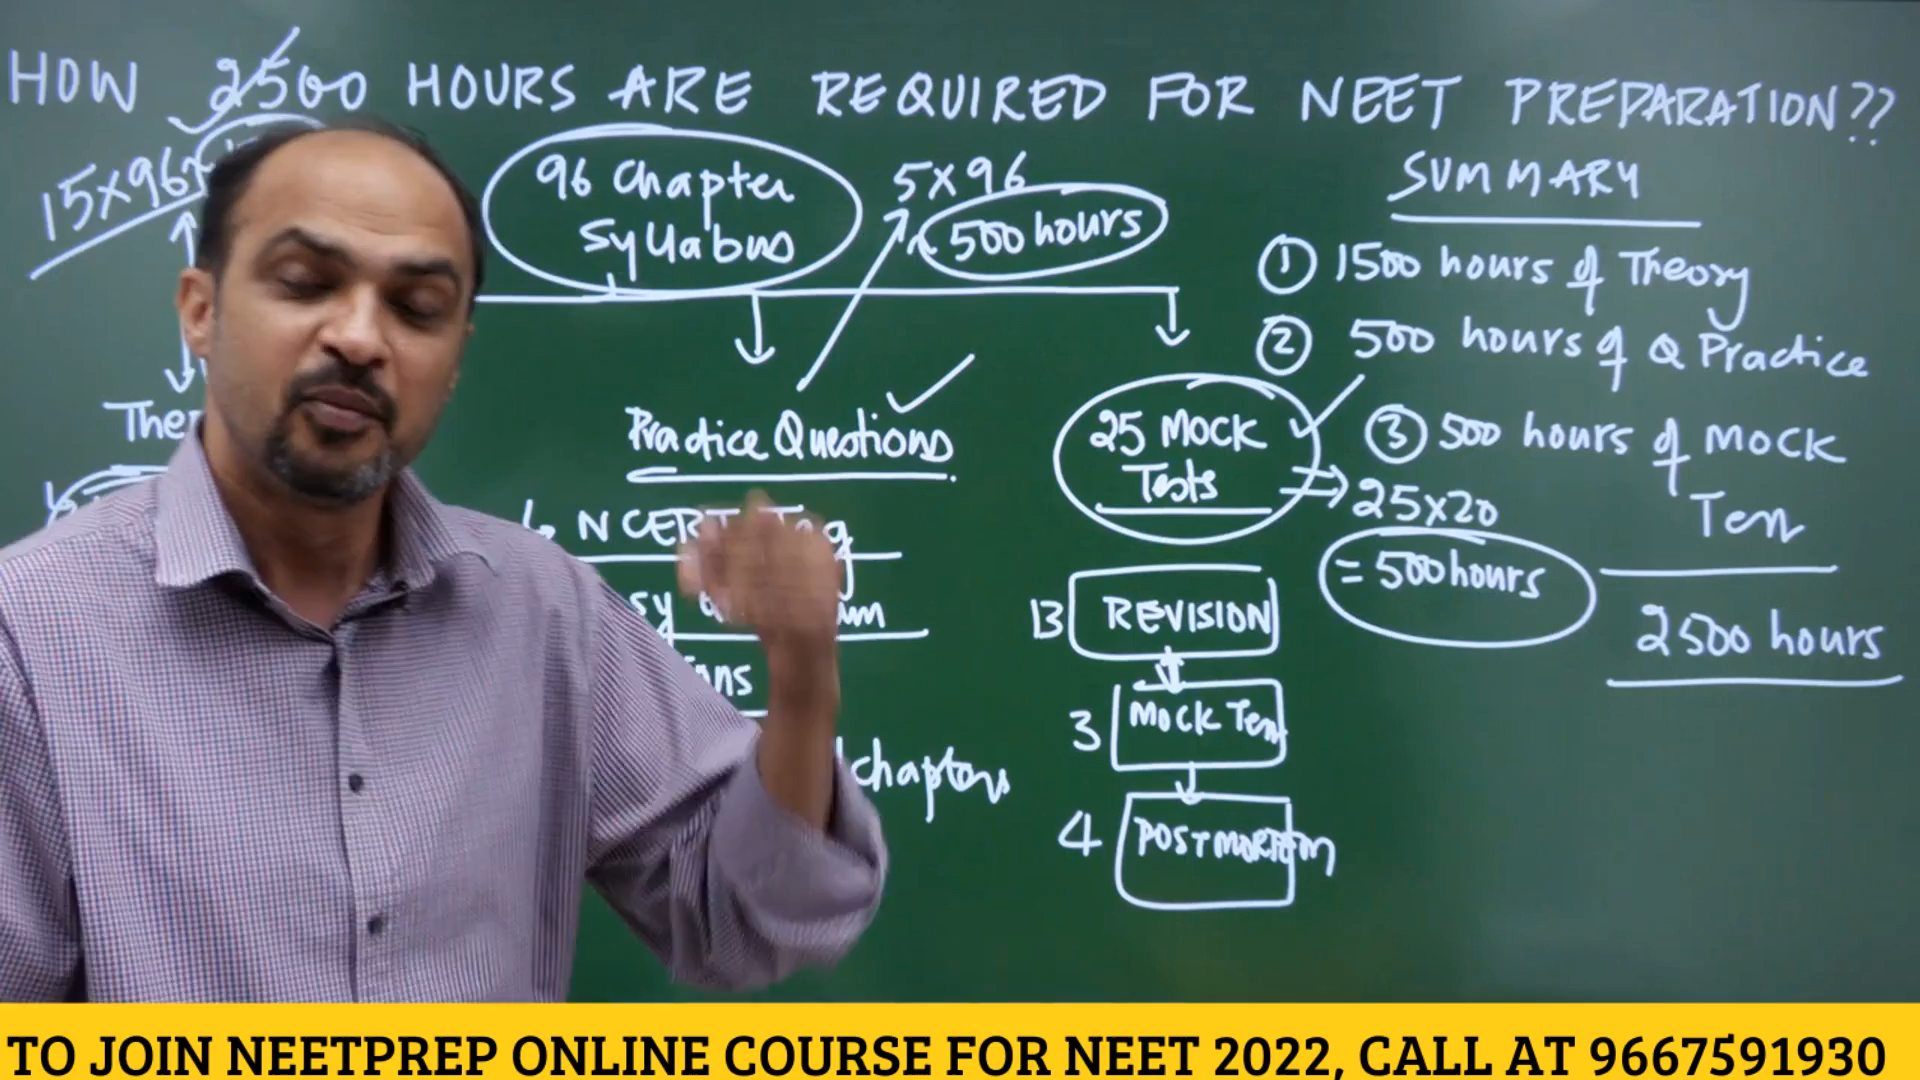 HOW 2500 HOURS ARE REQUIRED FOR NEET PREPARATION??
15x96
96 Chapter
Syllabus
5x96
~ 500 hours
SUMMARY
① 1500 hours of Theory
② 500 hours of Q Practice
③ 500 hours of Mock
Test
2500 hours
Practice Questions
25 Mock
Tests
25x20
= 500 hours
NCERT
chapters
13 REVISION
3 MOCK Test
4 POSTMORTEM
TO JOIN NEETPREP ONLINE COURSE FOR NEET 2022, CALL AT 9667591930